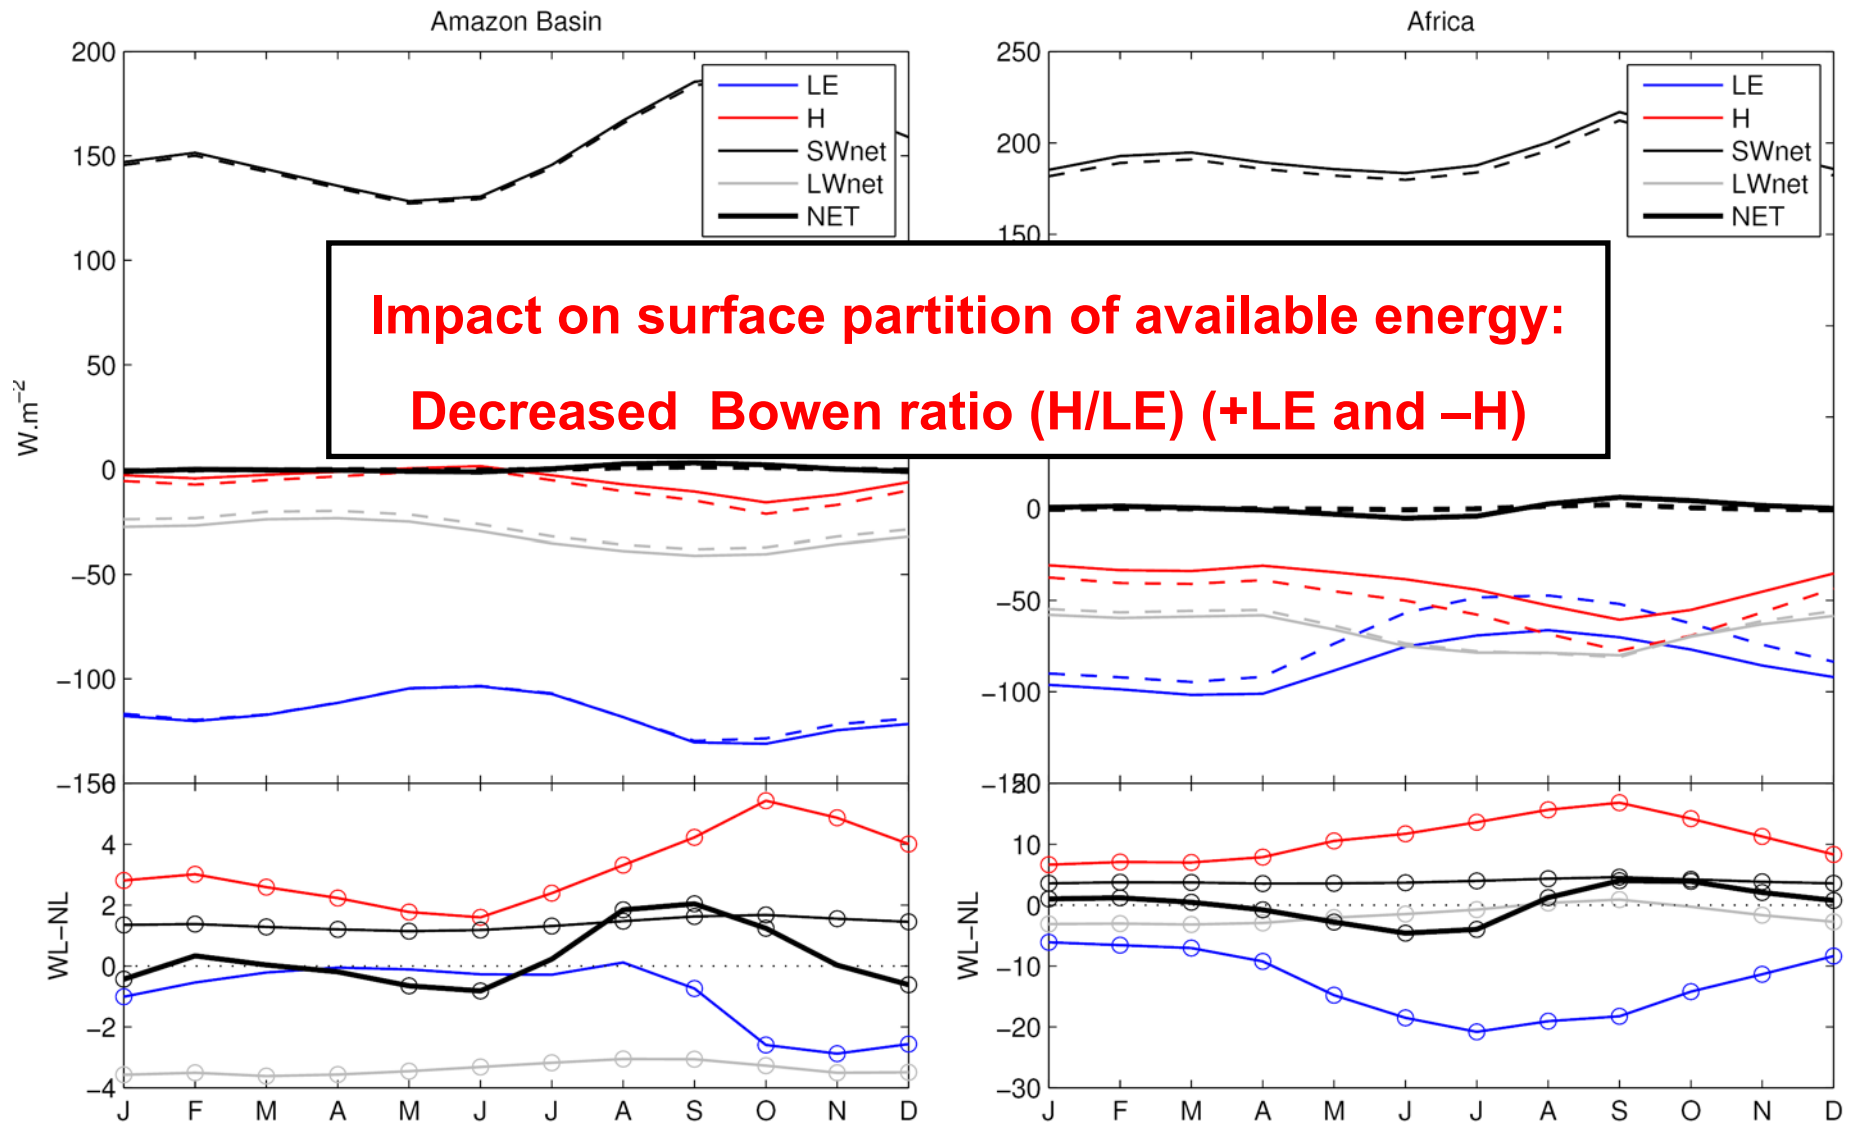 Amazon Basin
Africa
200
150
100
50
0
−50
−100
−150
W.m⁻²
LE
H
SWnet
LWnet
NET
250
200
150
0
−50
−100
LE
H
SWnet
LWnet
NET
Impact on surface partition of available energy:
Decreased Bowen ratio (H/LE) (+LE and –H)
4
2
0
−2
−4
WL−NL
J F M A M J J A S O N D
20
10
0
−10
−20
−30
WL−NL
J F M A M J J A S O N D